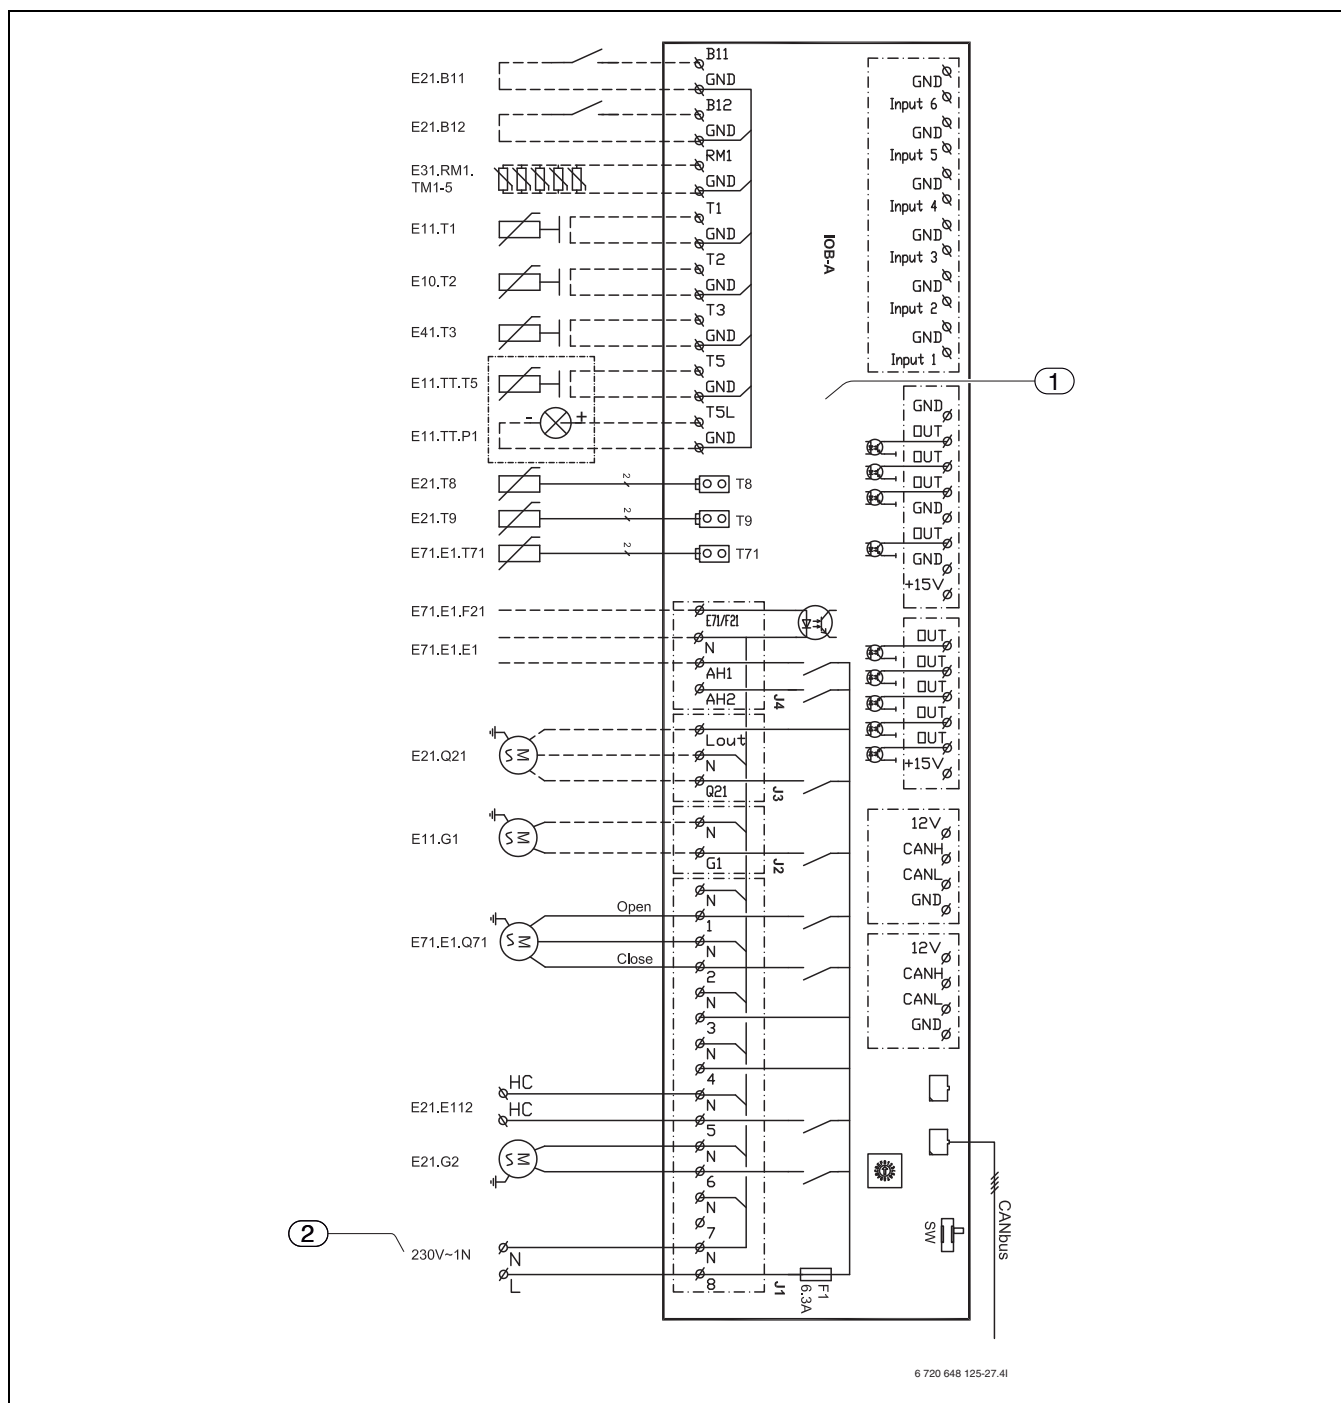 E21.B11
E21.B12
E31.RM1.
TM1-5
E11.T1
E10.T2
E41.T3
E11.TT.T5
- +
E11.TT.P1
E21.T8
E21.T9
E71.E1.T71
E71.E1.F21
E71.E1.E1
E21.Q21
E11.G1
E71.E1.Q71
E21.E112
E21.G2
230V~1N
2
Open
Close
HC
HC
N
L
SM
SM
SM
SM
2
2
2
B11
GND
B12
GND
RM1
GND
T1
GND
T2
GND
T3
GND
T5
GND
T5L
GND
T8
T9
T71
E71/F21
N
AH1
AH2
J4
Lout
N
Q21
J3
N
G1
J2
N
1
N
2
N
3
N
4
N
5
N
6
N
7
N
8
J1
F1
6.3A
IOB-A
1
GND
Input 6
GND
Input 5
GND
Input 4
GND
Input 3
GND
Input 2
GND
Input 1
GND
OUT
OUT
OUT
GND
OUT
GND
+15V
OUT
OUT
OUT
OUT
OUT
+15V
12V
CANH
CANL
GND
12V
CANH
CANL
GND
SW
CANbus
6 720 648 125-27.4I